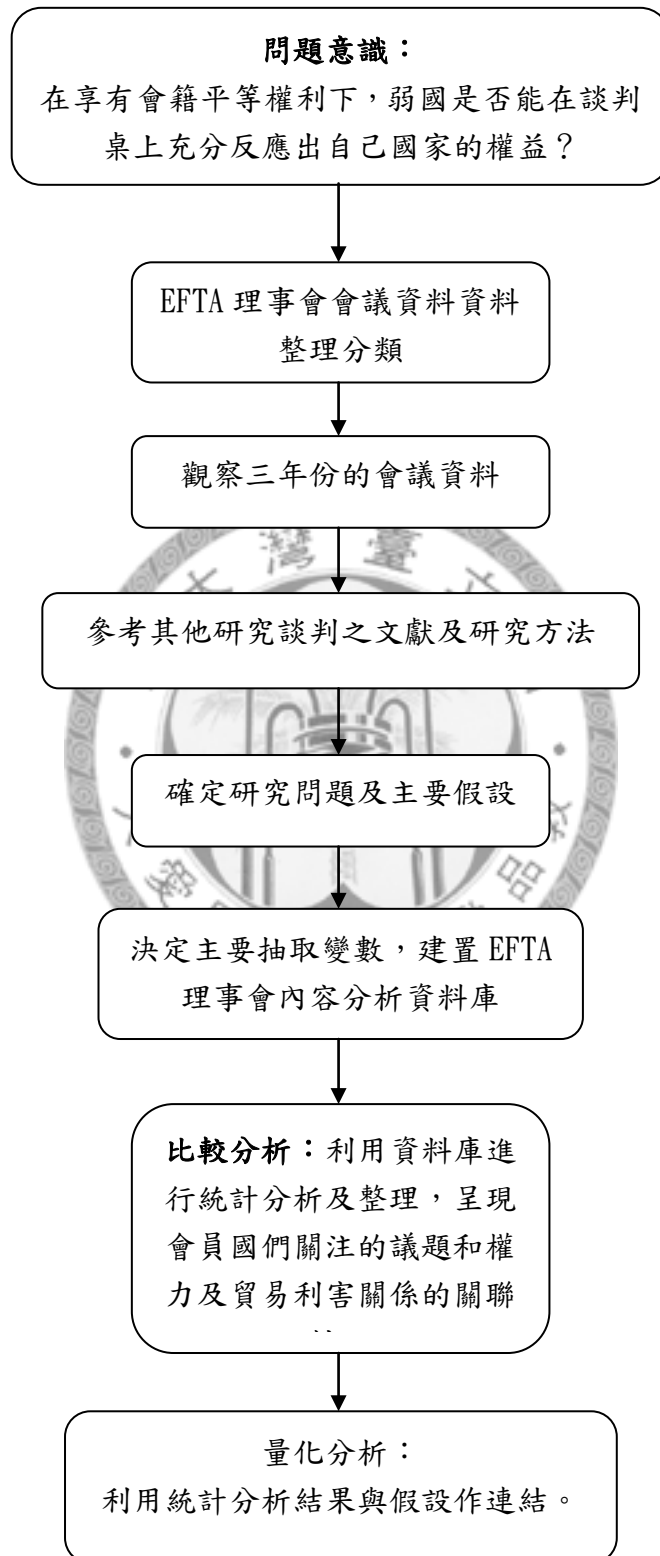 問題意識：
在享有會籍平等權利下，弱國是否能在談判
桌上充分反應出自己國家的權益？
EFTA 理事會會議資料資料
整理分類
觀察三年份的會議資料
參考其他研究談判之文獻及研究方法
確定研究問題及主要假設
決定主要抽取變數，建置 EFTA
理事會內容分析資料庫
比較分析：利用資料庫進
行統計分析及整理，呈現
會員國們關注的議題和權
力及貿易利害關係的關聯
量化分析：
利用統計分析結果與假設作連結。